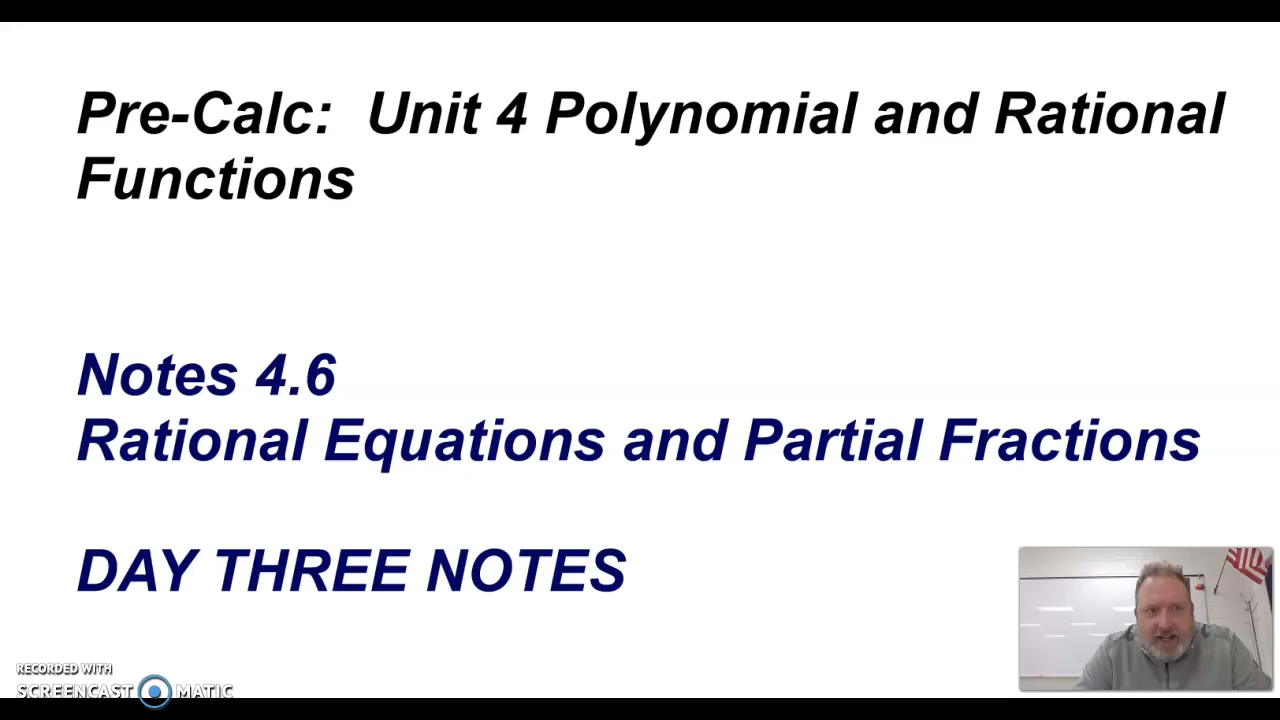 Pre-Calc: Unit 4 Polynomial and Rational
Functions
Notes 4.6
Rational Equations and Partial Fractions
DAY THREE NOTES
RECORDED WITH
SCREENCAST MATIC